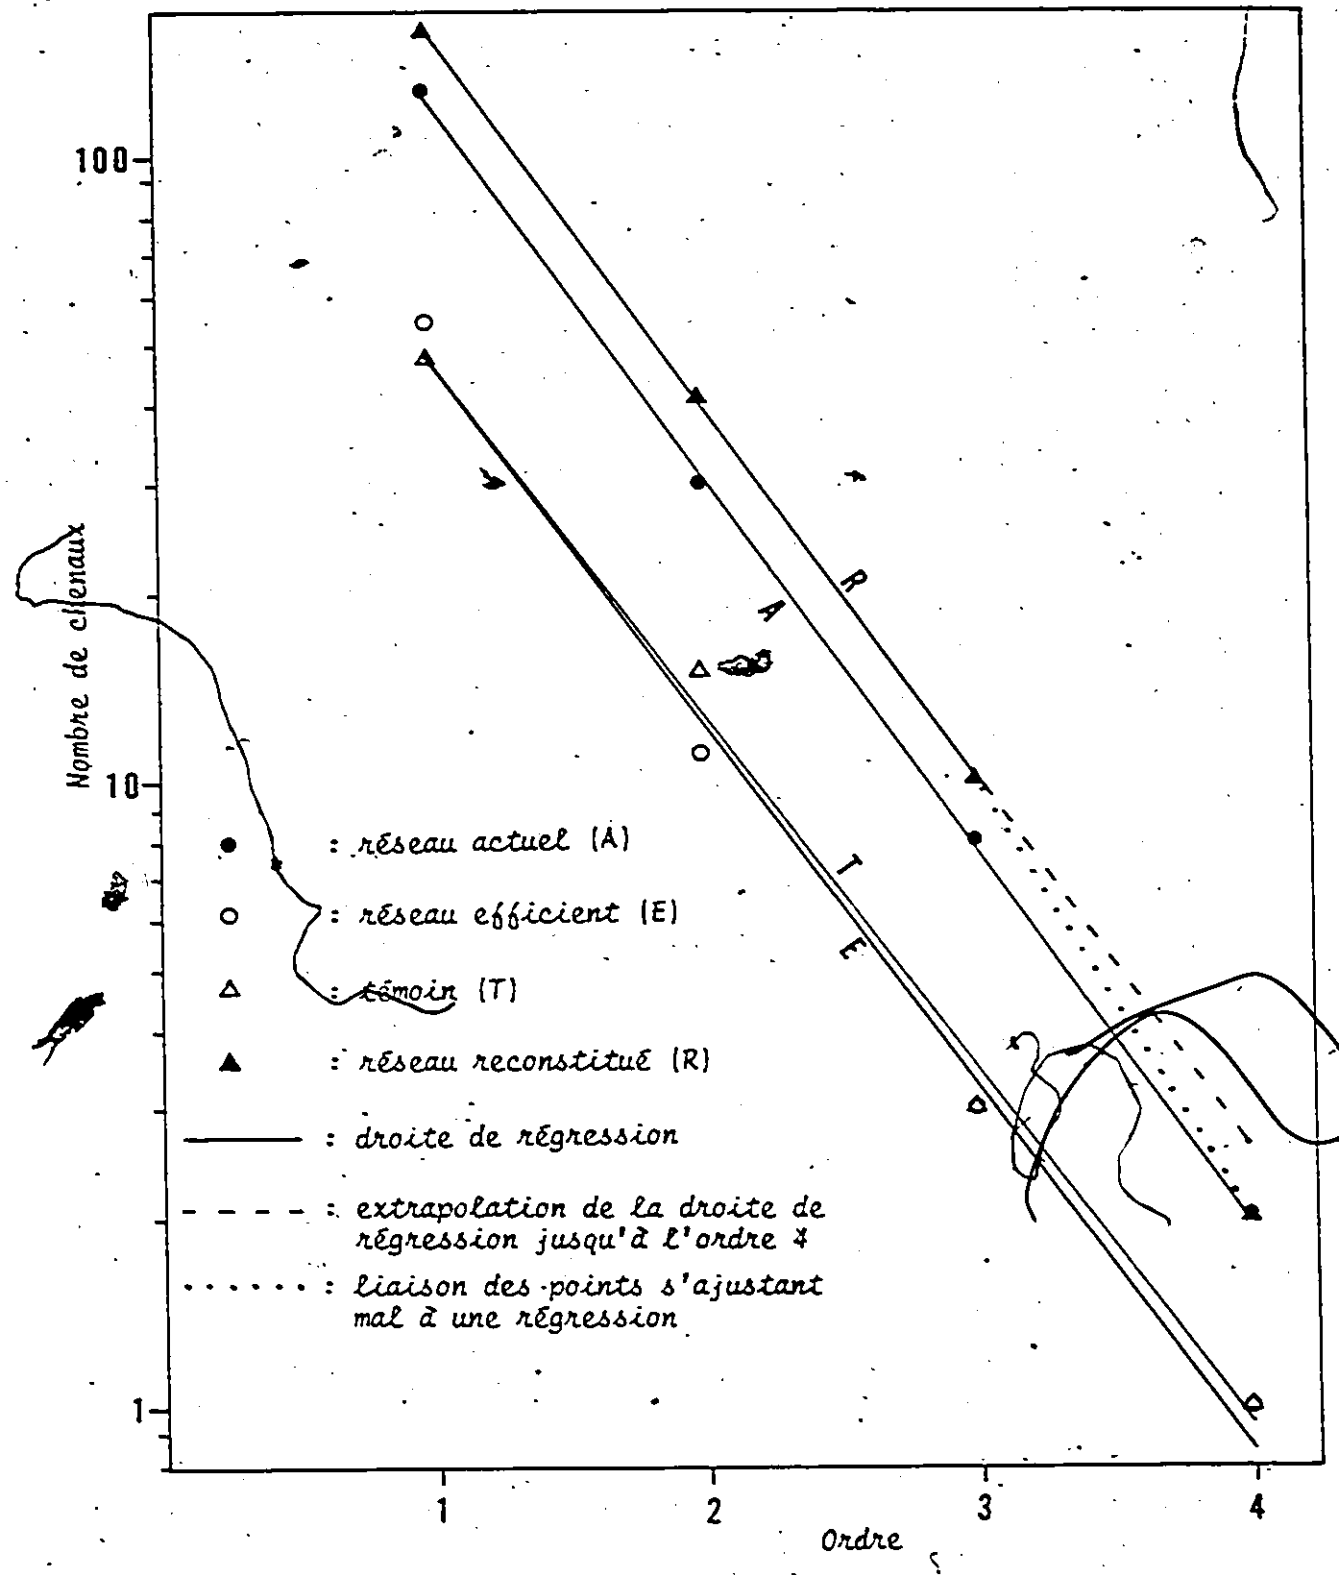 100
10
1
Nombre de chenaux
R
A
T
E
: réseau actuel (A)
: réseau efficient (E)
: témoin (T)
: réseau reconstitué (R)
: droite de régression
: extrapolation de la droite de
régression jusqu'à l'ordre 4
: liaison des points s'ajustant
mal à une régression
1 2 3 4
Ordre